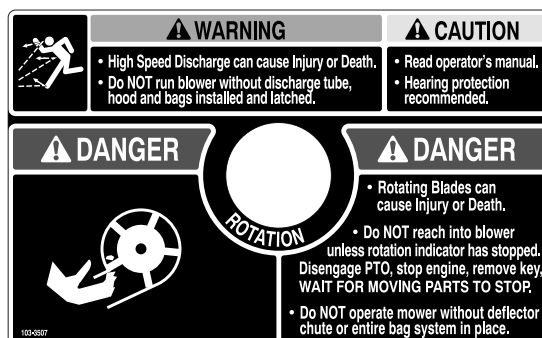 WARNING
• High Speed Discharge can cause Injury or Death.
• Do NOT run blower without discharge tube,
hood and bags installed and latched.
CAUTION
• Read operator's manual.
• Hearing protection
recommended.
DANGER
ROTATION
103-3507
DANGER
• Rotating Blades can
cause Injury or Death.
• Do NOT reach into blower
unless rotation indicator has stopped.
Disengage PTO, stop engine, remove key,
WAIT FOR MOVING PARTS TO STOP.
• Do NOT operate mower without deflector
chute or entire bag system in place.